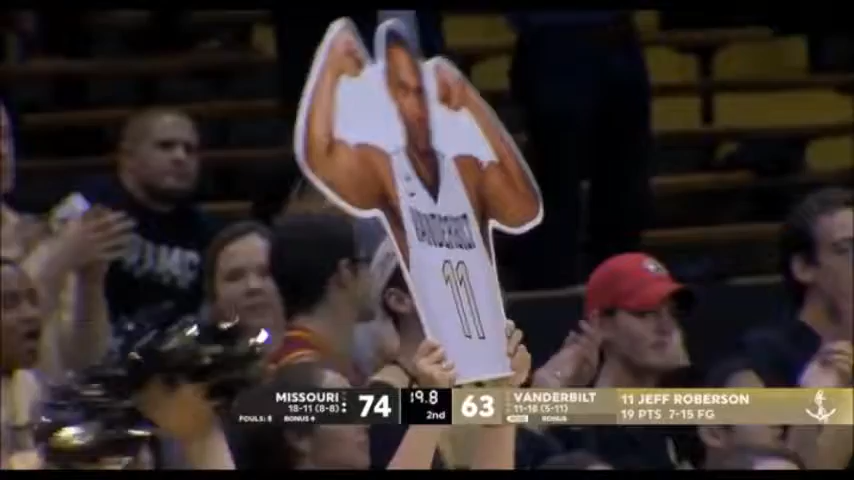 VANDERBILT
11
MISSOURI
18-11 (8-8)
FOULS: 8 BONUS+
74
19.8
2nd
63
VANDERBILT
11-18 (5-11)
BONUS
11 JEFF ROBERSON
19 PTS 7-15 FG